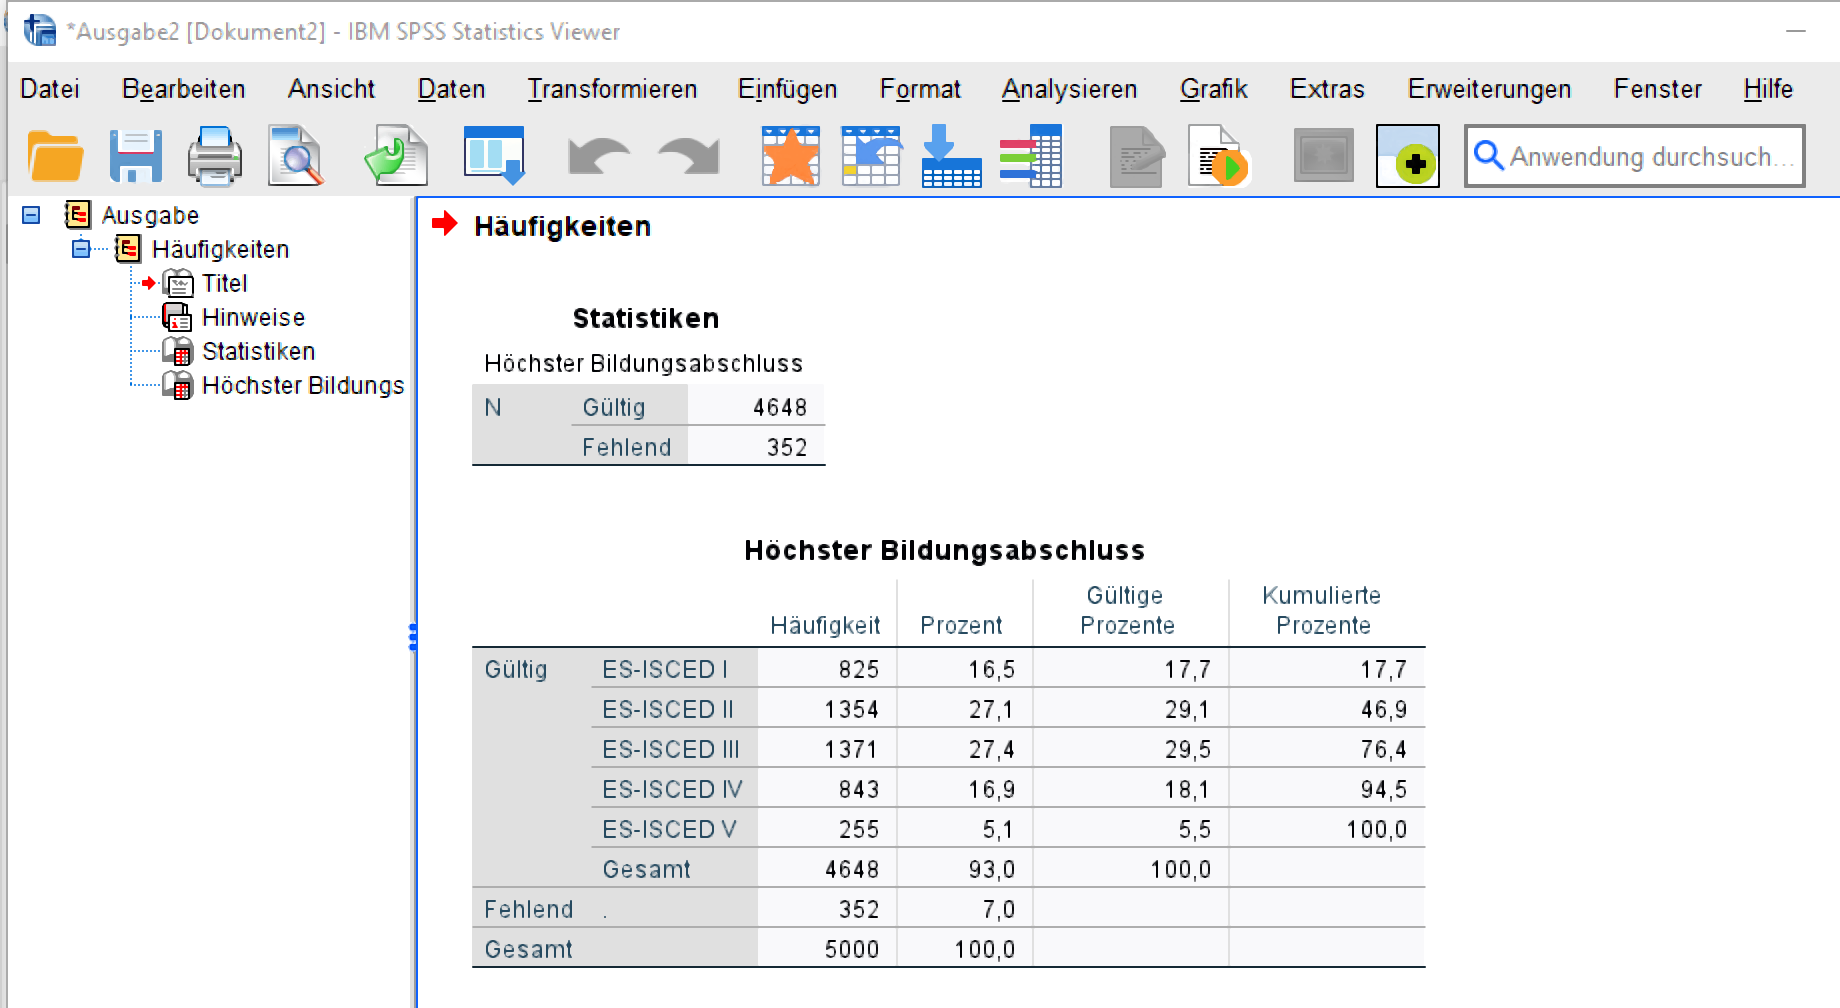 *Ausgabe2 [Dokument2] - IBM SPSS Statistics Viewer
Datei Bearbeiten Ansicht Daten Transformieren Einfügen Format Analysieren Grafik Extras Erweiterungen Fenster Hilfe
Anwendung durchsuch...
Ausgabe
Häufigkeiten
Titel
Hinweise
Statistiken
Höchster Bildungs
Häufigkeiten
Statistiken
Höchster Bildungsabschluss
N Gültig 4648
Fehlend 352
Höchster Bildungsabschluss
Häufigkeit Prozent Gültige Prozente Kumulierte Prozente
Gültig ES-ISCED I 825 16,5 17,7 17,7
ES-ISCED II 1354 27,1 29,1 46,9
ES-ISCED III 1371 27,4 29,5 76,4
ES-ISCED IV 843 16,9 18,1 94,5
ES-ISCED V 255 5,1 5,5 100,0
Gesamt 4648 93,0 100,0
Fehlend . 352 7,0
Gesamt 5000 100,0